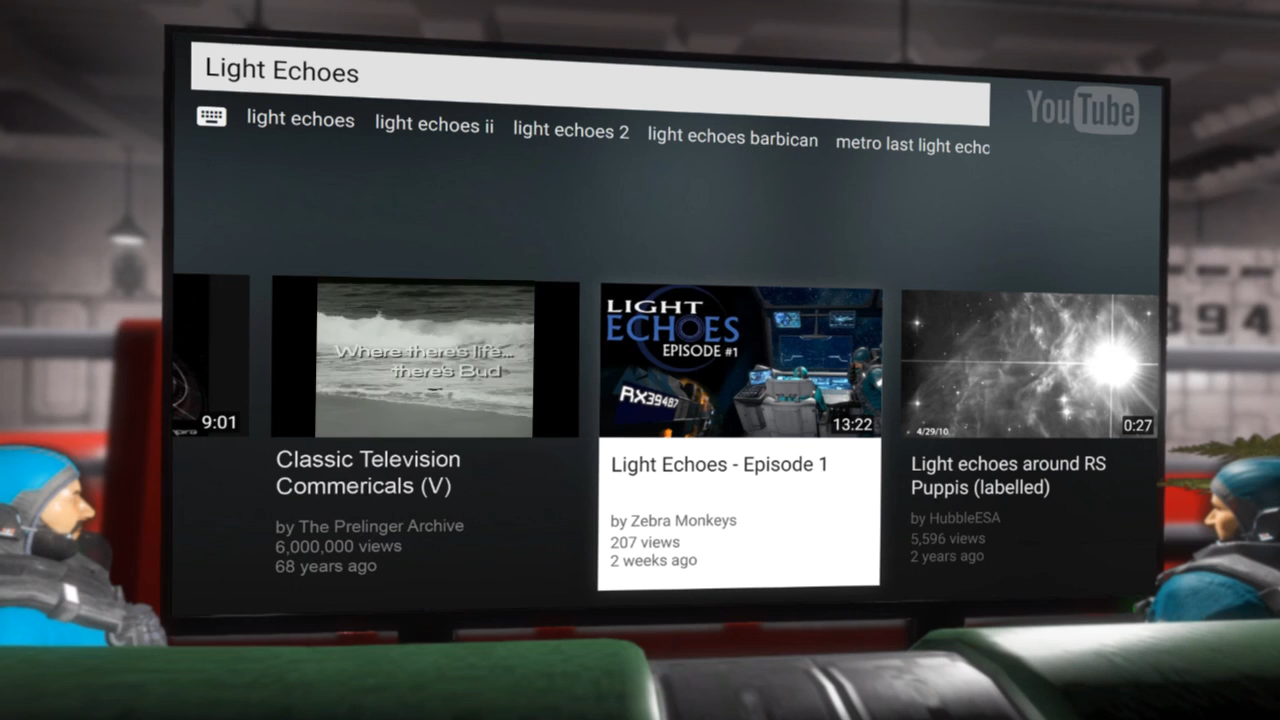 Light Echoes
YouTube
light echoes light echoes ii light echoes 2 light echoes barbican metro last light echc
9:01
Where there's life...
there's Bud
LIGHT
ECHOES
EPISODE #1
RX39487
13:22
4/29/10
0:27
Classic Television
Commericals (V)
by The Prelinger Archive
6,000,000 views
68 years ago
Light Echoes - Episode 1
by Zebra Monkeys
207 views
2 weeks ago
Light echoes around RS
Puppis (labelled)
by HubbleESA
5,596 views
2 years ago
394